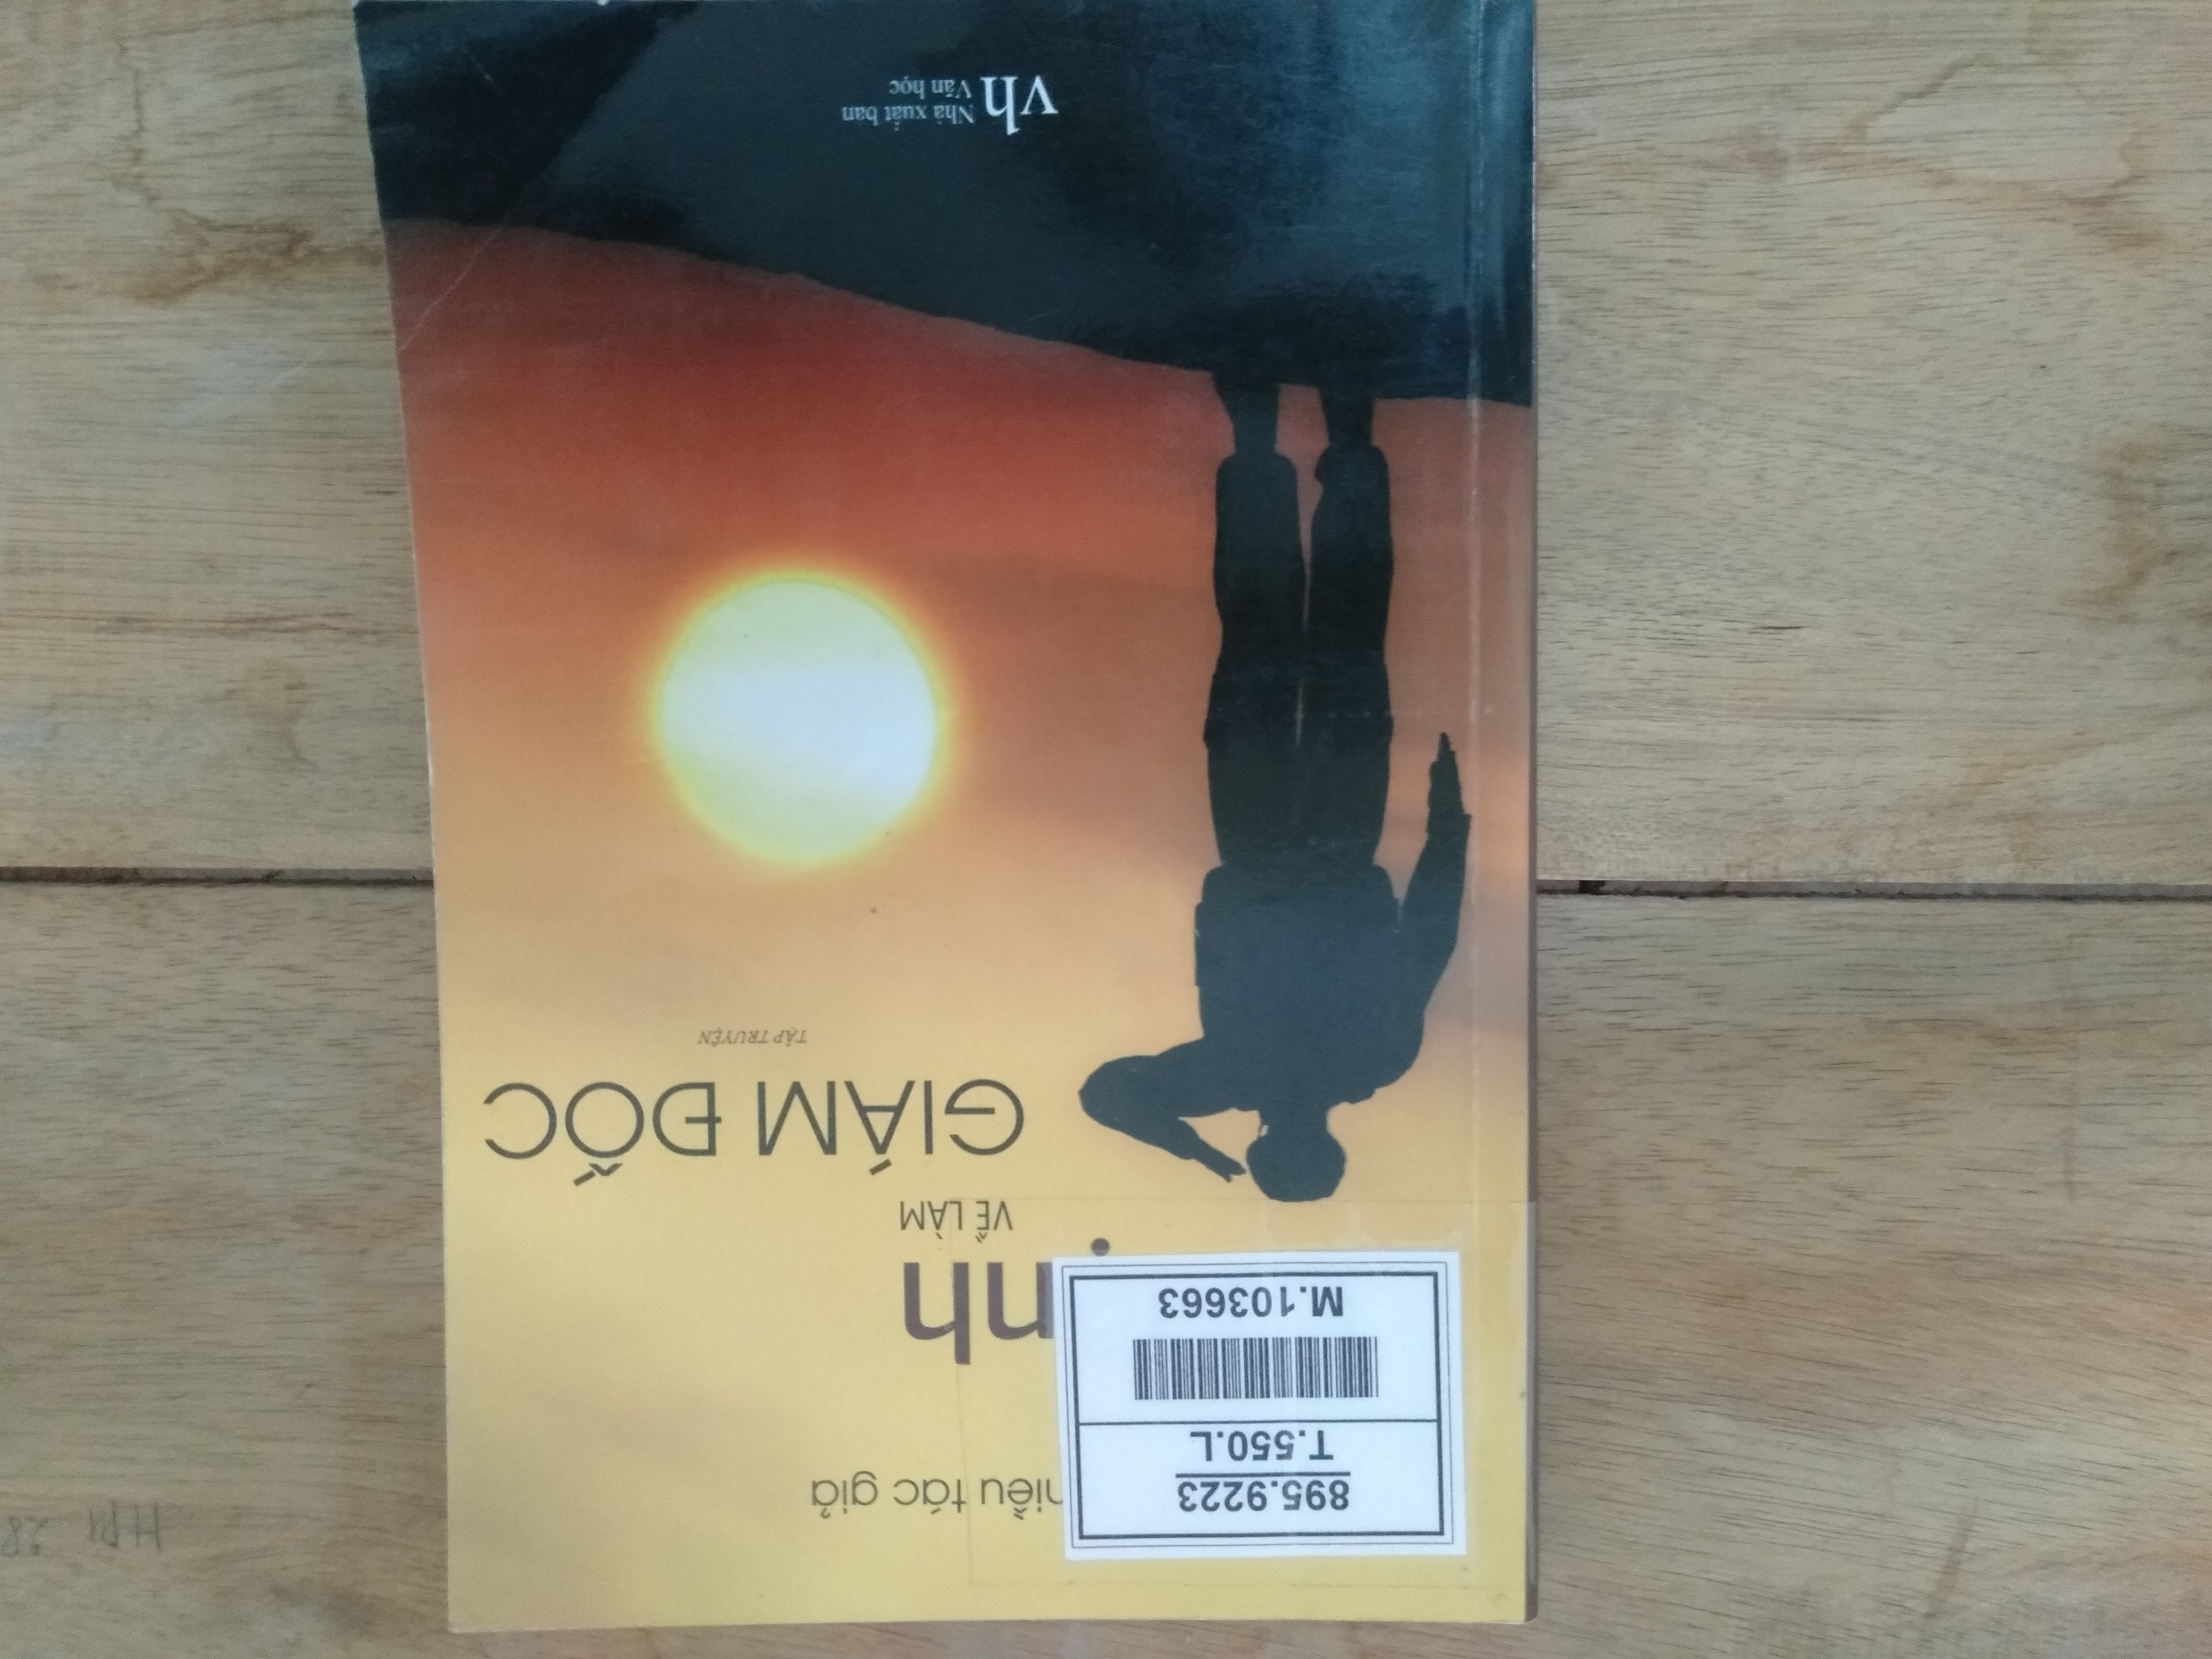 895.9223
T.550.L
M.103663
hiều tác giả
ịnh
VỀ LÀM
GIÁM ĐỐC
TẬP TRUYỆN
vh Nhà xuất bản
Văn học